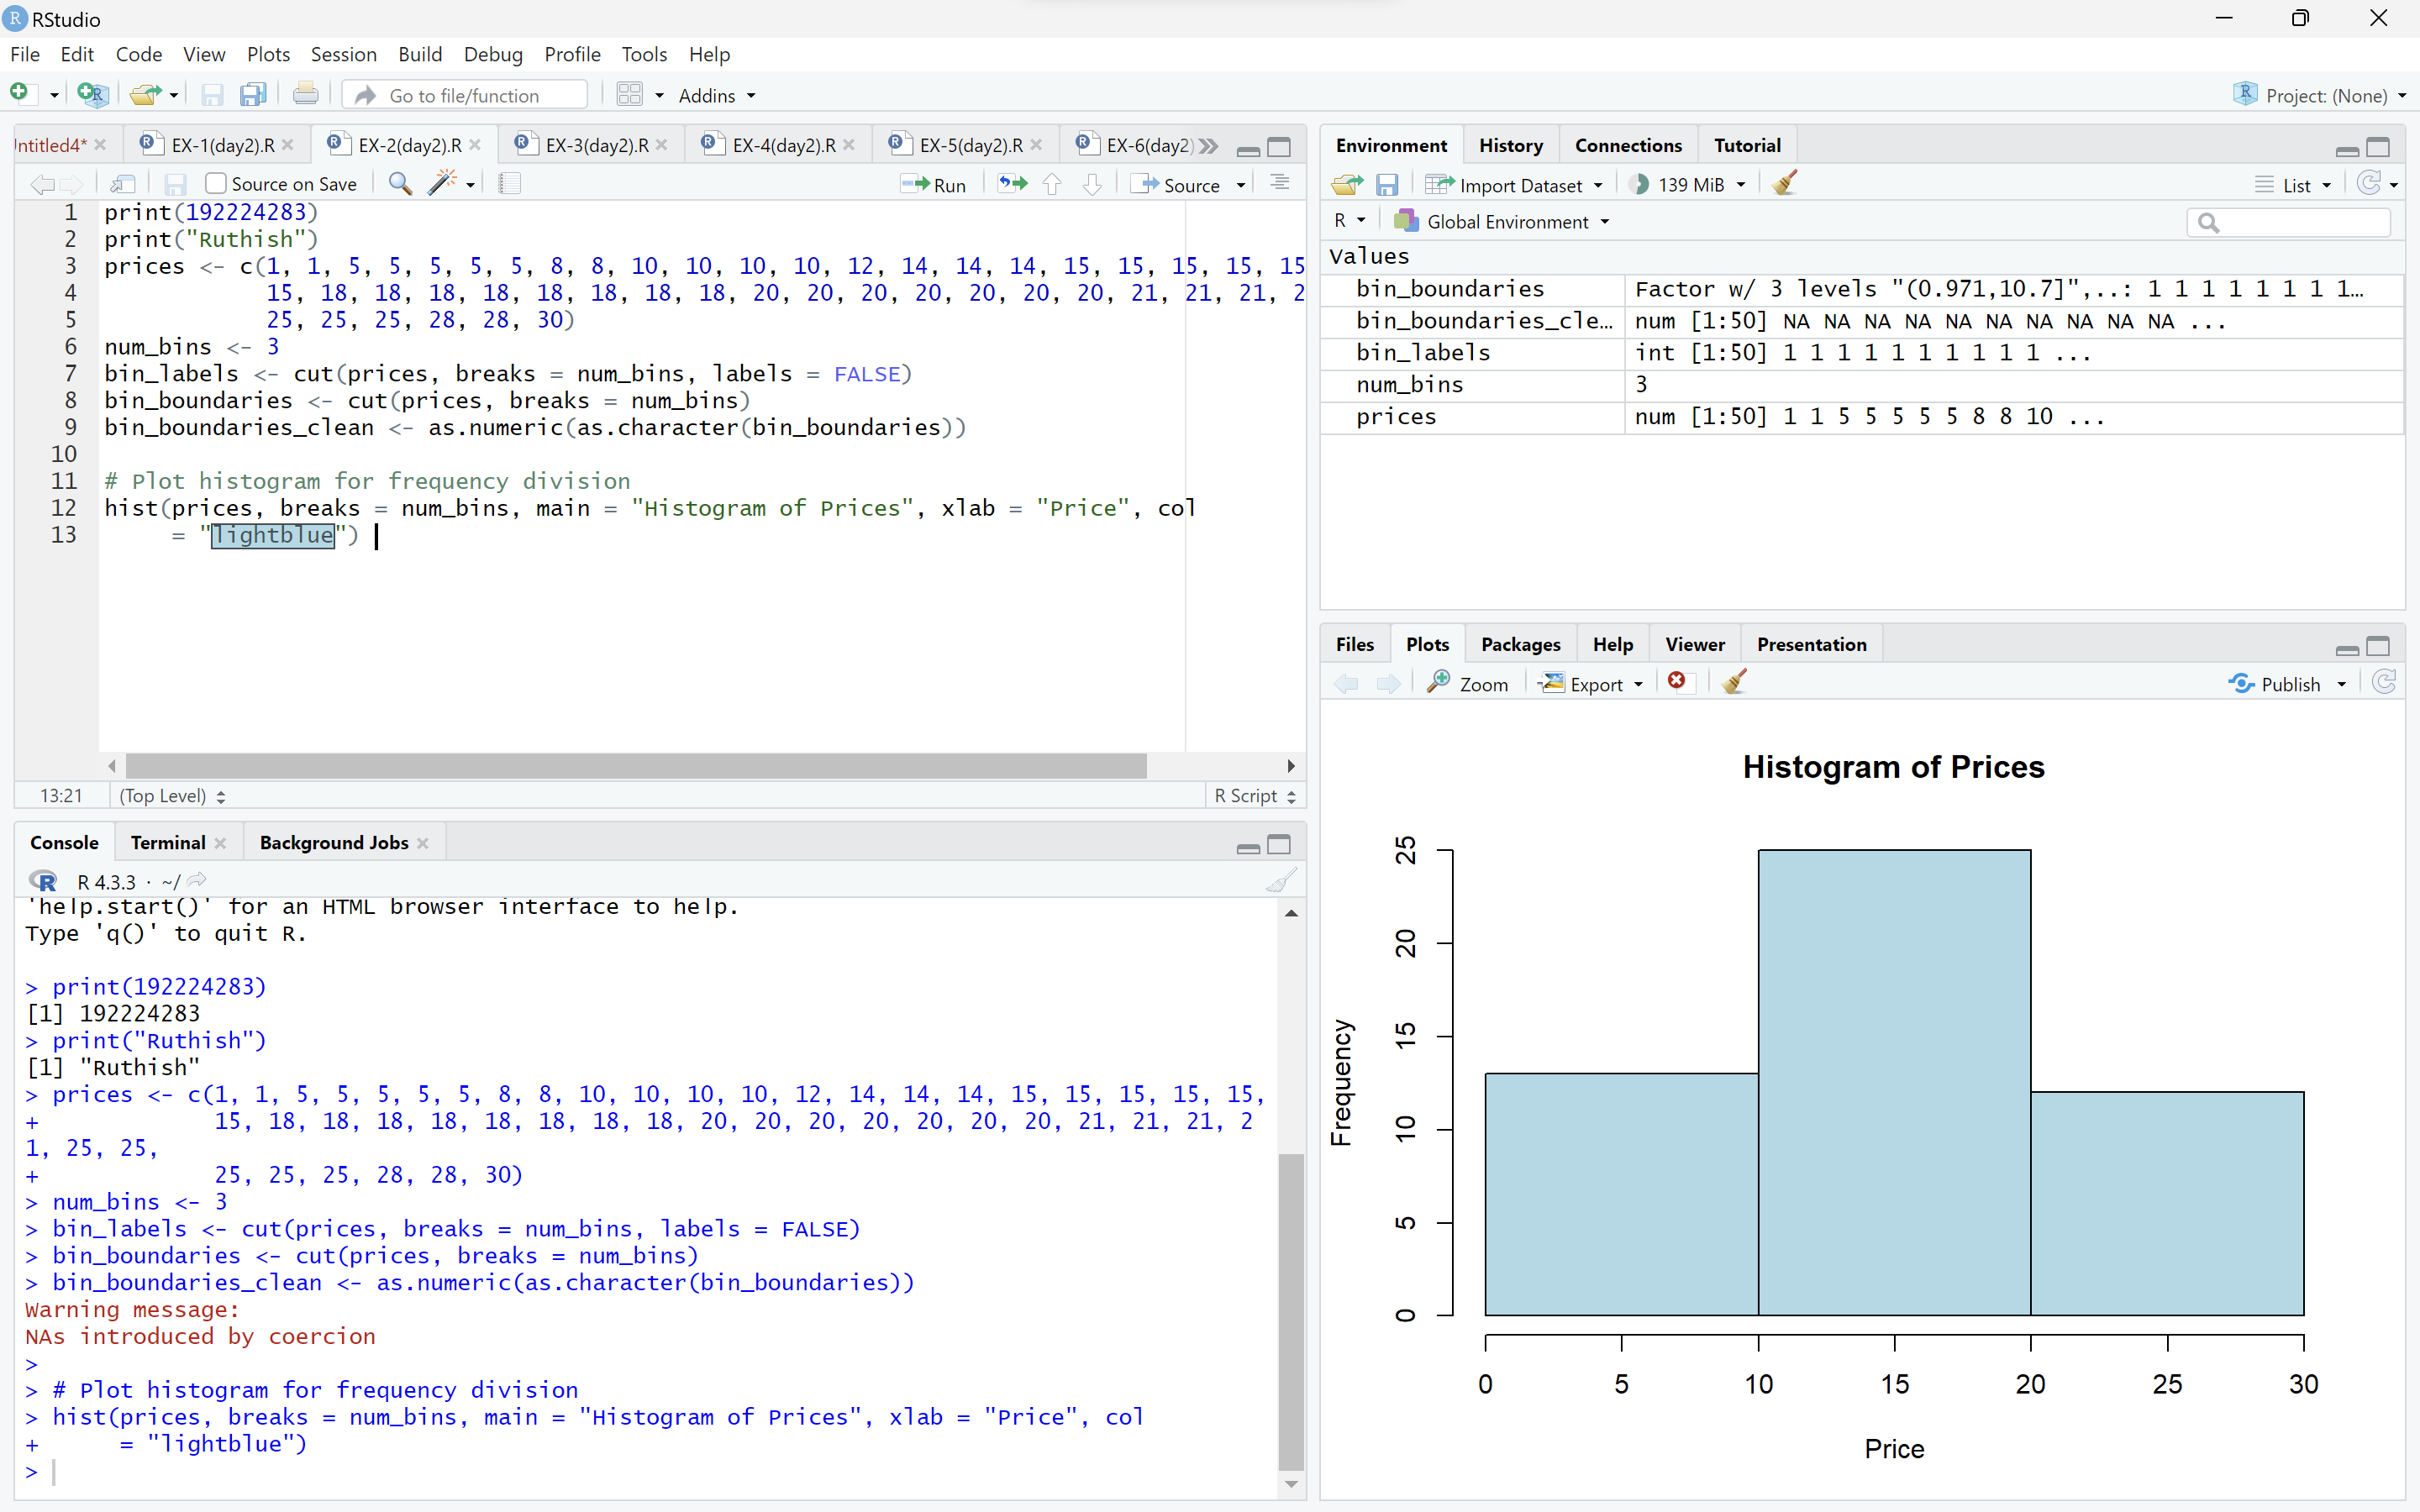 RStudio
File Edit Code View Plots Session Build Debug Profile Tools Help
Go to file/function Addins Project: (None)
ntitled4* EX-1(day2).R EX-2(day2).R EX-3(day2).R EX-4(day2).R EX-5(day2).R EX-6(day2)
Source on Save Run Source
1 print(192224283)
2 print("Ruthish")
3 prices <- c(1, 1, 5, 5, 5, 5, 5, 8, 8, 10, 10, 10, 10, 12, 14, 14, 14, 15, 15, 15, 15, 15
4 15, 18, 18, 18, 18, 18, 18, 18, 18, 20, 20, 20, 20, 20, 20, 20, 21, 21, 21, 2
5 25, 25, 25, 28, 28, 30)
6 num_bins <- 3
7 bin_labels <- cut(prices, breaks = num_bins, labels = FALSE)
8 bin_boundaries <- cut(prices, breaks = num_bins)
9 bin_boundaries_clean <- as.numeric(as.character(bin_boundaries))
10
11 # Plot histogram for frequency division
12 hist(prices, breaks = num_bins, main = "Histogram of Prices", xlab = "Price", col
13 = "lightblue")
13:21 (Top Level) R Script
Console Terminal Background Jobs
R 4.3.3 · ~/
'help.start()' for an HTML browser interface to help.
Type 'q()' to quit R.
> print(192224283)
[1] 192224283
> print("Ruthish")
[1] "Ruthish"
> prices <- c(1, 1, 5, 5, 5, 5, 5, 8, 8, 10, 10, 10, 10, 12, 14, 14, 14, 15, 15, 15, 15, 15,
+ 15, 18, 18, 18, 18, 18, 18, 18, 18, 20, 20, 20, 20, 20, 20, 20, 21, 21, 21, 2
1, 25, 25,
+ 25, 25, 25, 28, 28, 30)
> num_bins <- 3
> bin_labels <- cut(prices, breaks = num_bins, labels = FALSE)
> bin_boundaries <- cut(prices, breaks = num_bins)
> bin_boundaries_clean <- as.numeric(as.character(bin_boundaries))
Warning message:
NAs introduced by coercion
>
> # Plot histogram for frequency division
> hist(prices, breaks = num_bins, main = "Histogram of Prices", xlab = "Price", col
+ = "lightblue")
>
Environment History Connections Tutorial
Import Dataset 139 MiB List
R Global Environment
Values
bin_boundaries Factor w/ 3 levels "(0.971,10.7]",..: 1 1 1 1 1 1 1 1…
bin_boundaries_cle… num [1:50] NA NA NA NA NA NA NA NA NA NA ...
bin_labels int [1:50] 1 1 1 1 1 1 1 1 1 1 ...
num_bins 3
prices num [1:50] 1 1 5 5 5 5 5 8 8 10 ...
Files Plots Packages Help Viewer Presentation
Zoom Export Publish
Histogram of Prices
Frequency
25
20
15
10
5
0
0 5 10 15 20 25 30
Price